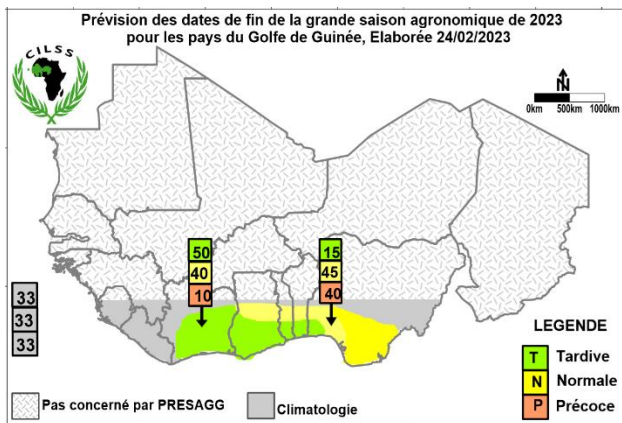 Prévision des dates de fin de la grande saison agronomique de 2023
pour les pays du Golfe de Guinée, Elaborée 24/02/2023
CILSS
N
0km 500km 1000km
50
40
10
15
45
40
33
33
33
LEGENDE
T Tardive
N Normale
P Précoce
Pas concerné par PRESAGG
Climatologie